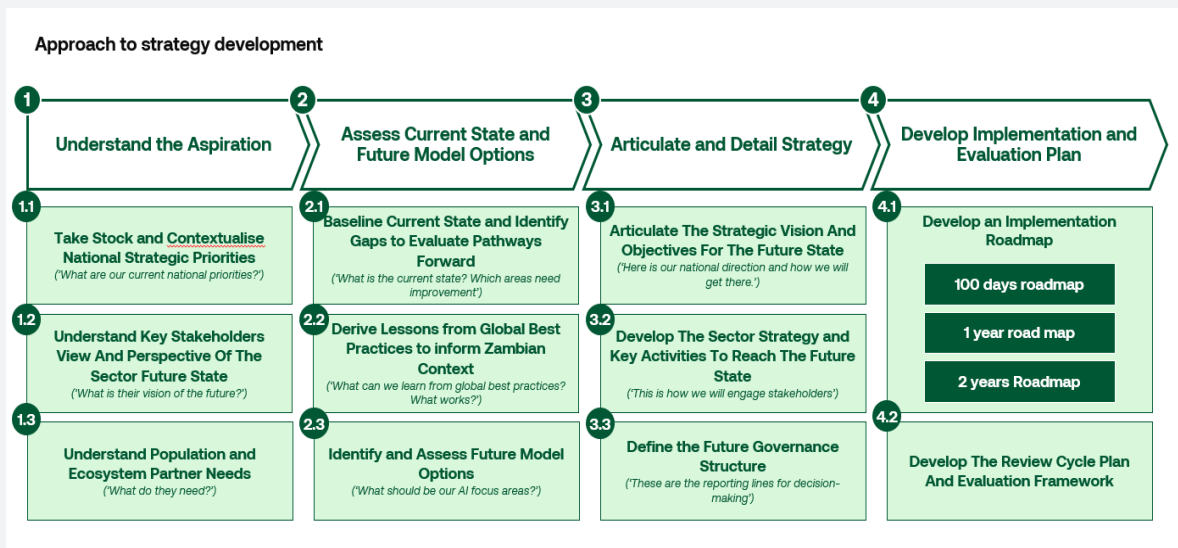 Approach to strategy development
1
Understand the Aspiration
2
Assess Current State and
Future Model Options
3
Articulate and Detail Strategy
4
Develop Implementation and
Evaluation Plan
1.1
Take Stock and Contextualise
National Strategic Priorities
('What are our current national priorities?')
1.2
Understand Key Stakeholders
View And Perspective Of The
Sector Future State
('What is their vision of the future?')
1.3
Understand Population and
Ecosystem Partner Needs
('What do they need?')
2.1
Baseline Current State and Identify
Gaps to Evaluate Pathways
Forward
('What is the current state? Which areas need
improvement')
2.2
Derive Lessons from Global Best
Practices to inform Zambian
Context
('What can we learn from global best practices?
What works?')
2.3
Identify and Assess Future Model
Options
('What should be our AI focus areas?')
3.1
Articulate The Strategic Vision And
Objectives For The Future State
('Here is our national direction and how we will
get there.')
3.2
Develop The Sector Strategy and
Key Activities To Reach The Future
State
('This is how we will engage stakeholders')
3.3
Define the Future Governance
Structure
('These are the reporting lines for decision-
making')
4.1
Develop an Implementation
Roadmap
100 days roadmap
1 year road map
2 years Roadmap
4.2
Develop The Review Cycle Plan
And Evaluation Framework